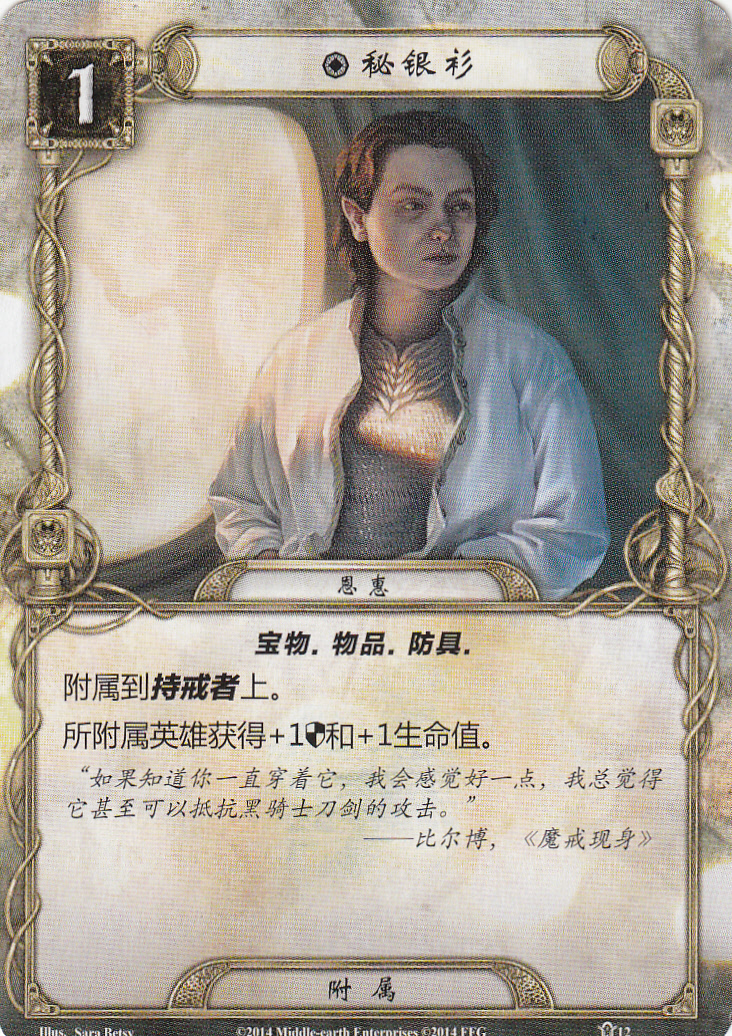 1
秘银衫
恩惠
宝物. 物品. 防具.
附属到持戒者上。
所附属英雄获得+1和+1生命值。
“如果知道你一直穿着它，我会感觉好一点，我总觉得
它甚至可以抵抗黑骑士刀剑的攻击。”
——比尔博，《魔戒现身》
附属
Illus. Sara Betsy ©2014 Middle-earth Enterprises ©2014 FFG 12